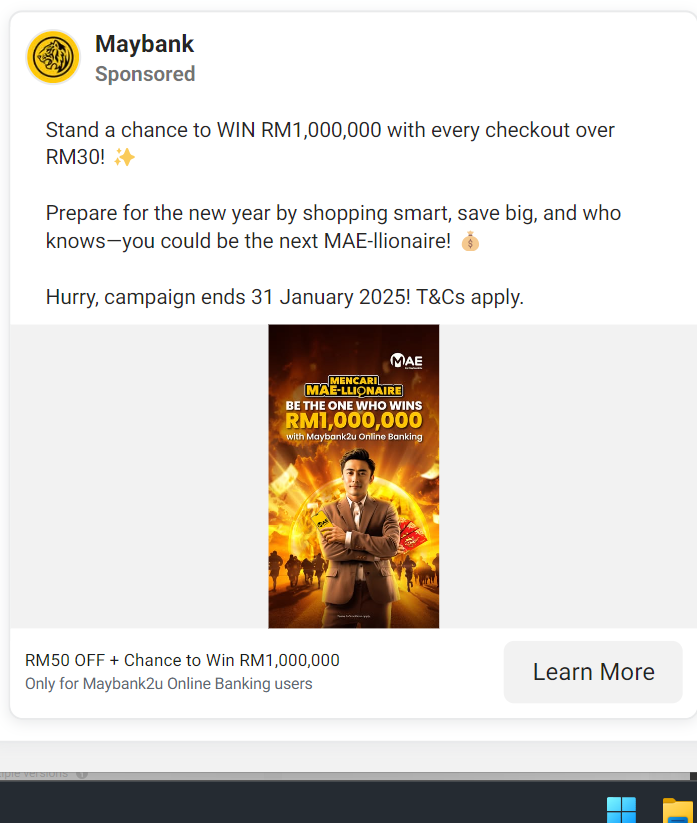 Maybank
Sponsored
Stand a chance to WIN RM1,000,000 with every checkout over
RM30! ✨
Prepare for the new year by shopping smart, save big, and who
knows—you could be the next MAE-llionaire! 💰
Hurry, campaign ends 31 January 2025! T&Cs apply.
MAE
MENCARI
MAE-LLIONAIRE
BE THE ONE WHO WINS
RM1,000,000
with Maybank2u Online Banking
MAE
RM50 OFF + Chance to Win RM1,000,000
Only for Maybank2u Online Banking users
Learn More
versions